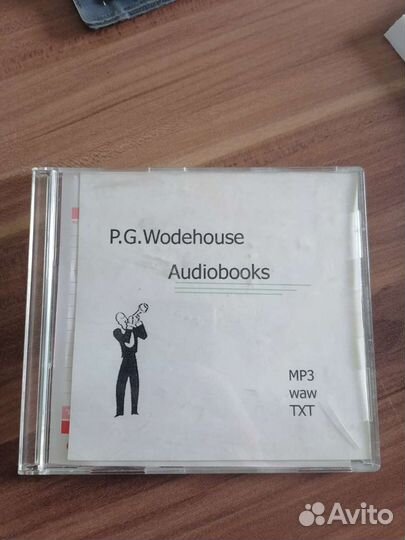 P.G.Wodehouse
Audiobooks
MP3
waw
TXT
Avito